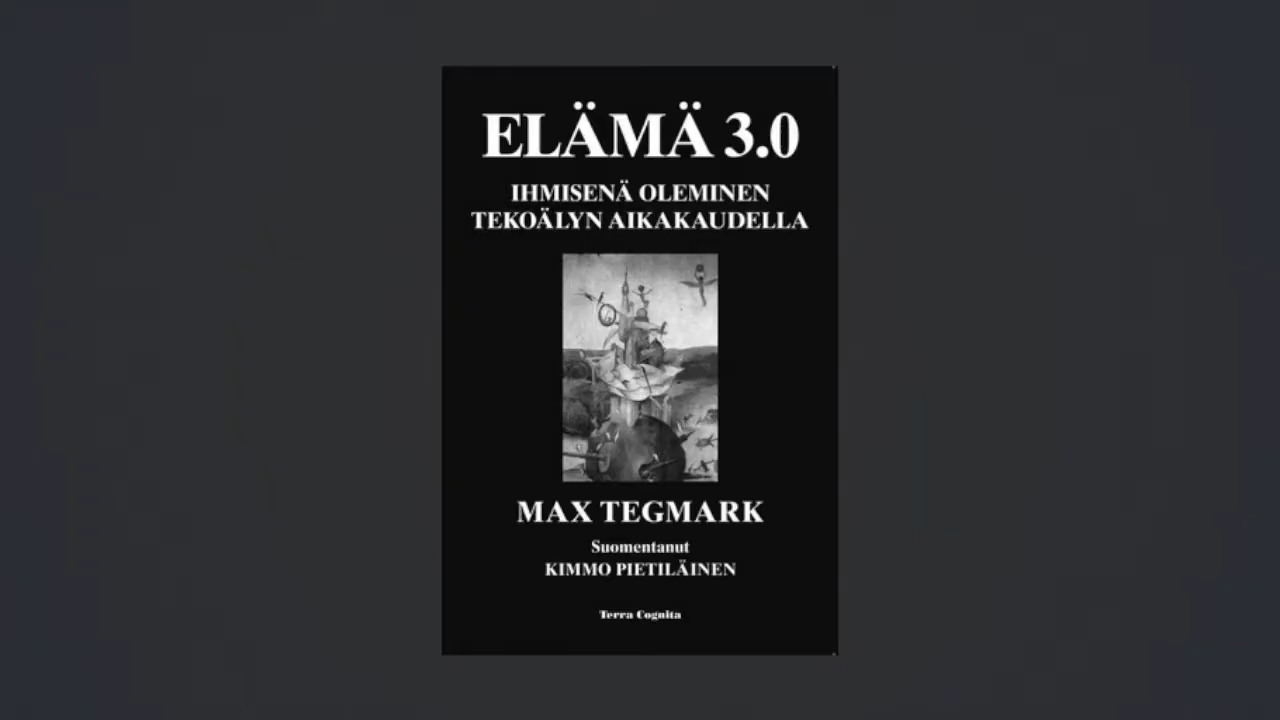 ELÄMÄ 3.0
IHMISENÄ OLEMINEN
TEKOÄLYN AIKAKAUDELLA
MAX TEGMARK
Suomentanut
KIMMO PIETILÄINEN
Terra Cognita